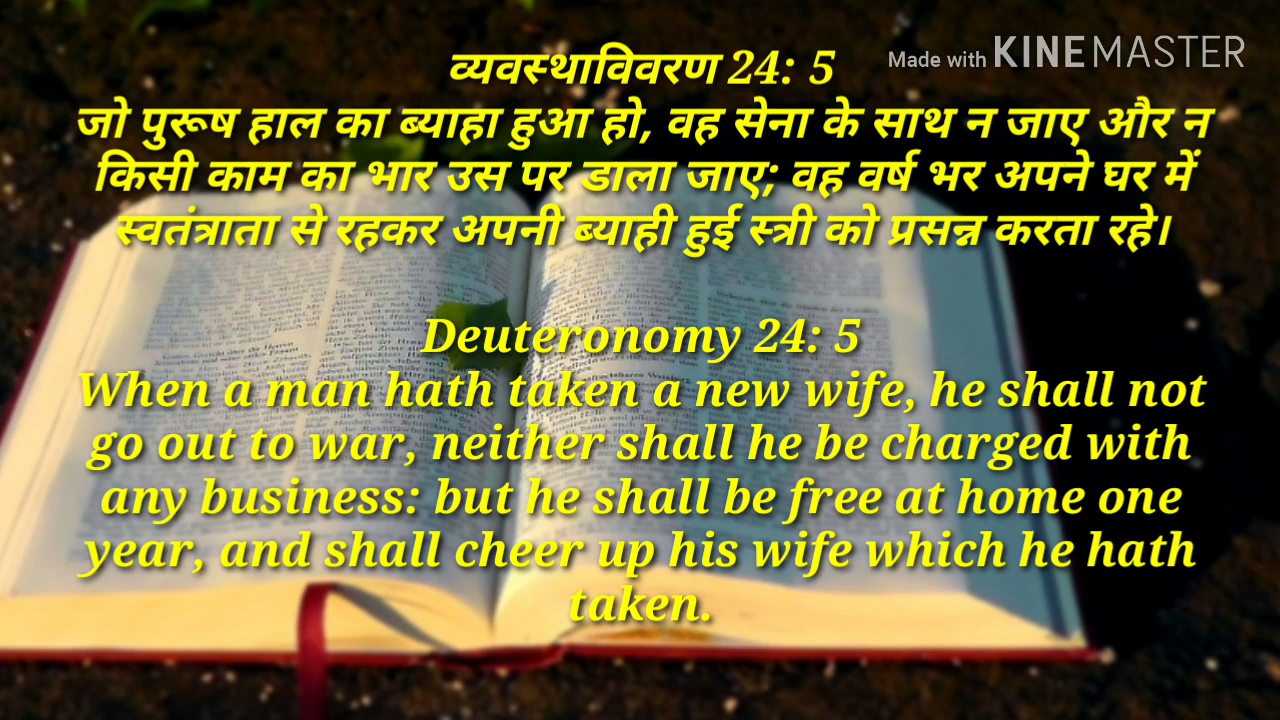 Made with KINEMASTER
व्यवस्थाविवरण 24: 5
जो पुरूष हाल का ब्याहा हुआ हो, वह सेना के साथ न जाए और न
किसी काम का भार उस पर डाला जाए; वह वर्ष भर अपने घर में
स्वतंत्राता से रहकर अपनी ब्याही हुई स्त्री को प्रसन्न करता रहे।
Deuteronomy 24: 5
When a man hath taken a new wife, he shall not
go out to war, neither shall he be charged with
any business: but he shall be free at home one
year, and shall cheer up his wife which he hath
taken.